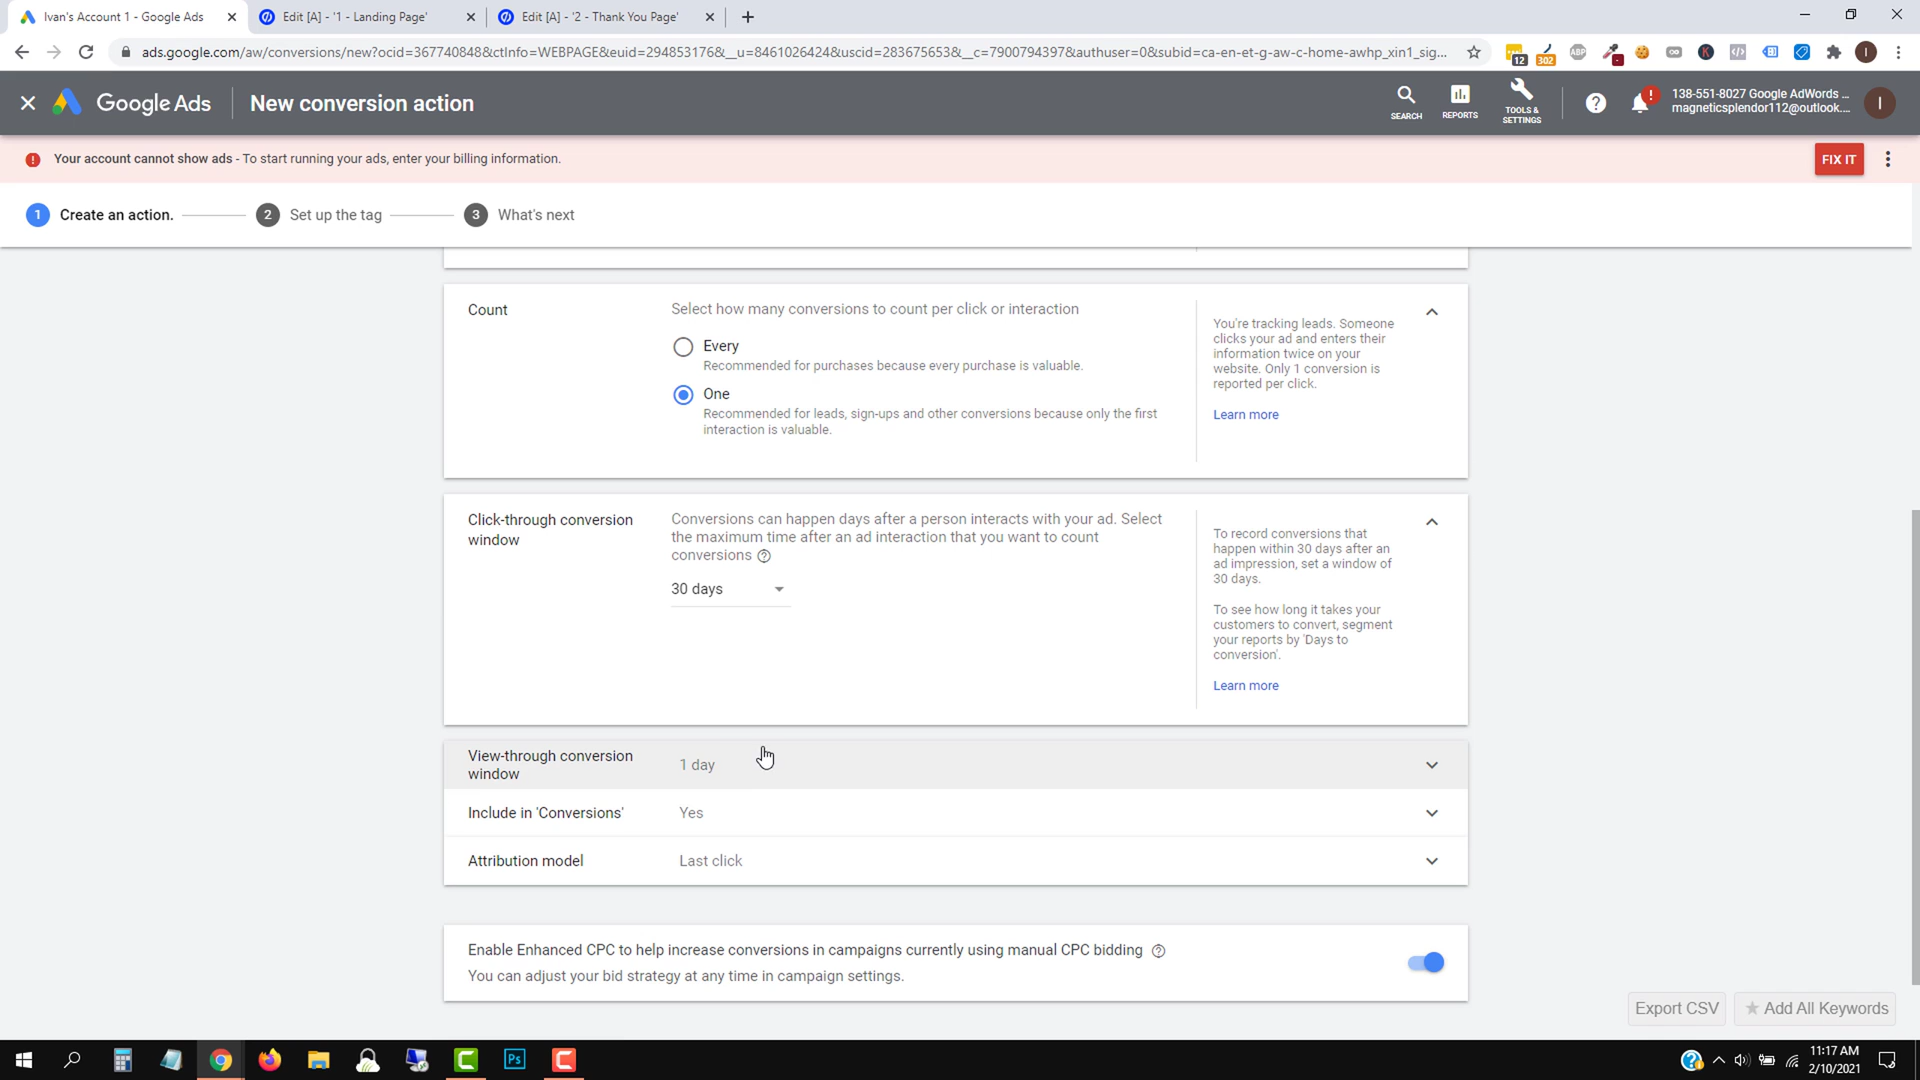 Ivan's Account 1 - Google Ads
Edit [A] - '1 - Landing Page'
Edit [A] - '2 - Thank You Page'
ads.google.com/aw/conversions/new?ocid=367740848&ctInfo=WEBPAGE&euid=294853176&__u=8461026424&uscid=283675653&__c=7900794397&authuser=0&subid=ca-en-et-g-aw-c-home-awhp_xin1_sig...
12
302
ABP
K
I
Google Ads
New conversion action
SEARCH
REPORTS
TOOLS &
SETTINGS
138-551-8027 Google AdWords ...
magneticsplendor112@outlook....
I
Your account cannot show ads - To start running your ads, enter your billing information.
FIX IT
1 Create an action.
2 Set up the tag
3 What's next
Count
Select how many conversions to count per click or interaction
Every
Recommended for purchases because every purchase is valuable.
One
Recommended for leads, sign-ups and other conversions because only the first
interaction is valuable.
You're tracking leads. Someone
clicks your ad and enters their
information twice on your
website. Only 1 conversion is
reported per click.
Learn more
Click-through conversion
window
Conversions can happen days after a person interacts with your ad. Select
the maximum time after an ad interaction that you want to count
conversions
30 days
To record conversions that
happen within 30 days after an
ad impression, set a window of
30 days.
To see how long it takes your
customers to convert, segment
your reports by 'Days to
conversion'.
Learn more
View-through conversion
window
1 day
Include in 'Conversions'
Yes
Attribution model
Last click
Enable Enhanced CPC to help increase conversions in campaigns currently using manual CPC bidding
You can adjust your bid strategy at any time in campaign settings.
Export CSV
Add All Keywords
Ps
11:17 AM
2/10/2021